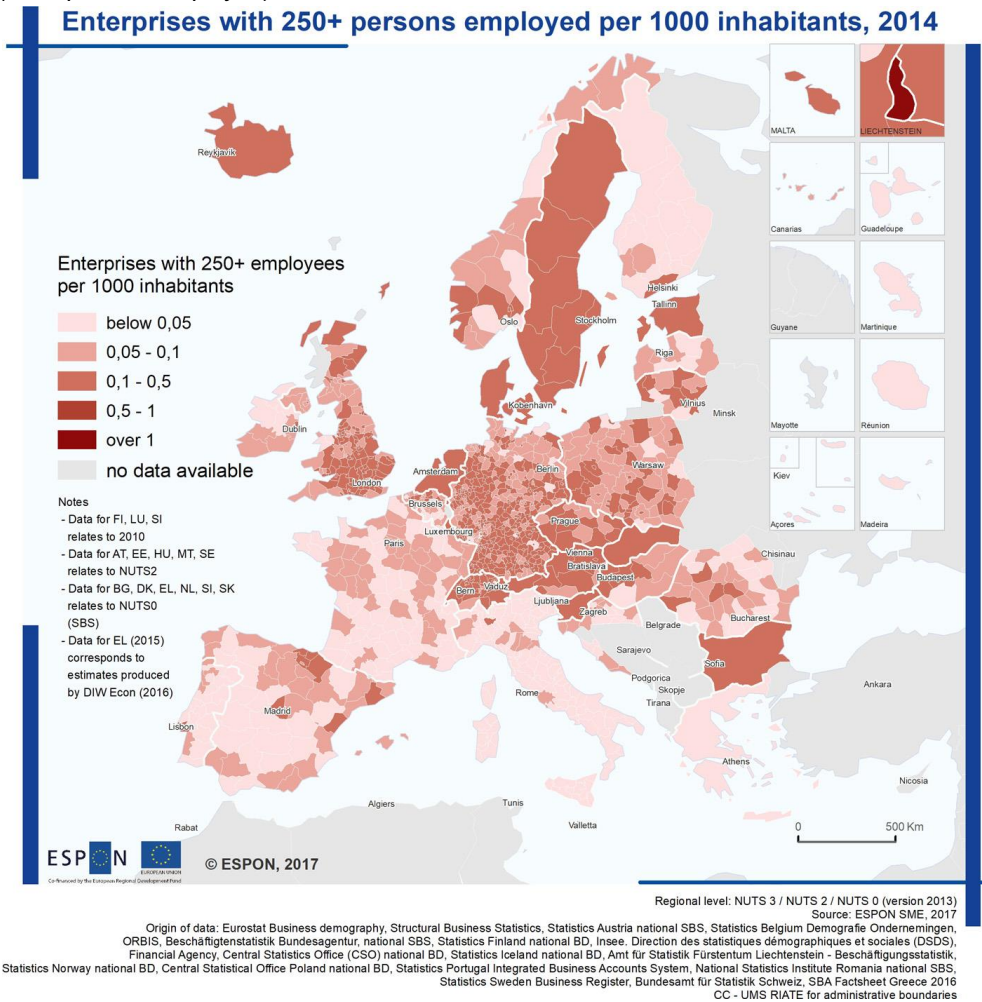 Enterprises with 250+ persons employed per 1000 inhabitants, 2014
MALTA
LIECHTENSTEIN
Reykjavik
Canarias
Guadeloupe
Enterprises with 250+ employees
per 1000 inhabitants
below 0,05
0,05 - 0,1
0,1 - 0,5
0,5 - 1
over 1
no data available
Helsinki
Tallinn
Oslo
Stockholm
Guyane
Martinique
Riga
København
Vilnius
Minsk
Mayotte
Réunion
Dublin
Amsterdam
Berlin
Warsaw
London
Kiev
Brussels
Açores
Madeira
Notes
- Data for FI, LU, SI
relates to 2010
- Data for AT, EE, HU, MT, SE
relates to NUTS2
- Data for BG, DK, EL, NL, SI, SK
relates to NUTS0
(SBS)
- Data for EL (2015)
corresponds to
estimates produced
by DIW Econ (2016)
Luxembourg
Prague
Paris
Vienna
Bratislava
Chisinau
Budapest
Bern
Vaduz
Ljubljana
Zagreb
Bucharest
Belgrade
Sarajevo
Sofia
Podgorica
Skopje
Tirana
Ankara
Rome
Madrid
Lisbon
Athens
Nicosia
Algiers
Tunis
Valletta
Rabat
0 500 Km
ESPON
EUROPEAN UNION
Co-financed by the European Regional Development Fund
© ESPON, 2017
Regional level: NUTS 3 / NUTS 2 / NUTS 0 (version 2013)
Source: ESPON SME, 2017
Origin of data: Eurostat Business demography, Structural Business Statistics, Statistics Austria national SBS, Statistics Belgium Demografie Ondernemingen,
ORBIS, Beschäftigtenstatistik Bundesagentur, national SBS, Statistics Finland national BD, Insee. Direction des statistiques démographiques et sociales (DSDS),
Financial Agency, Central Statistics Office (CSO) national BD, Statistics Iceland national BD, Amt für Statistik Fürstentum Liechtenstein - Beschäftigungsstatistik,
Statistics Norway national BD, Central Statistical Office Poland national BD, Statistics Portugal Integrated Business Accounts System, National Statistics Institute Romania national SBS,
Statistics Sweden Business Register, Bundesamt für Statistik Schweiz, SBA Factsheet Greece 2016
CC - UMS RIATE for administrative boundaries